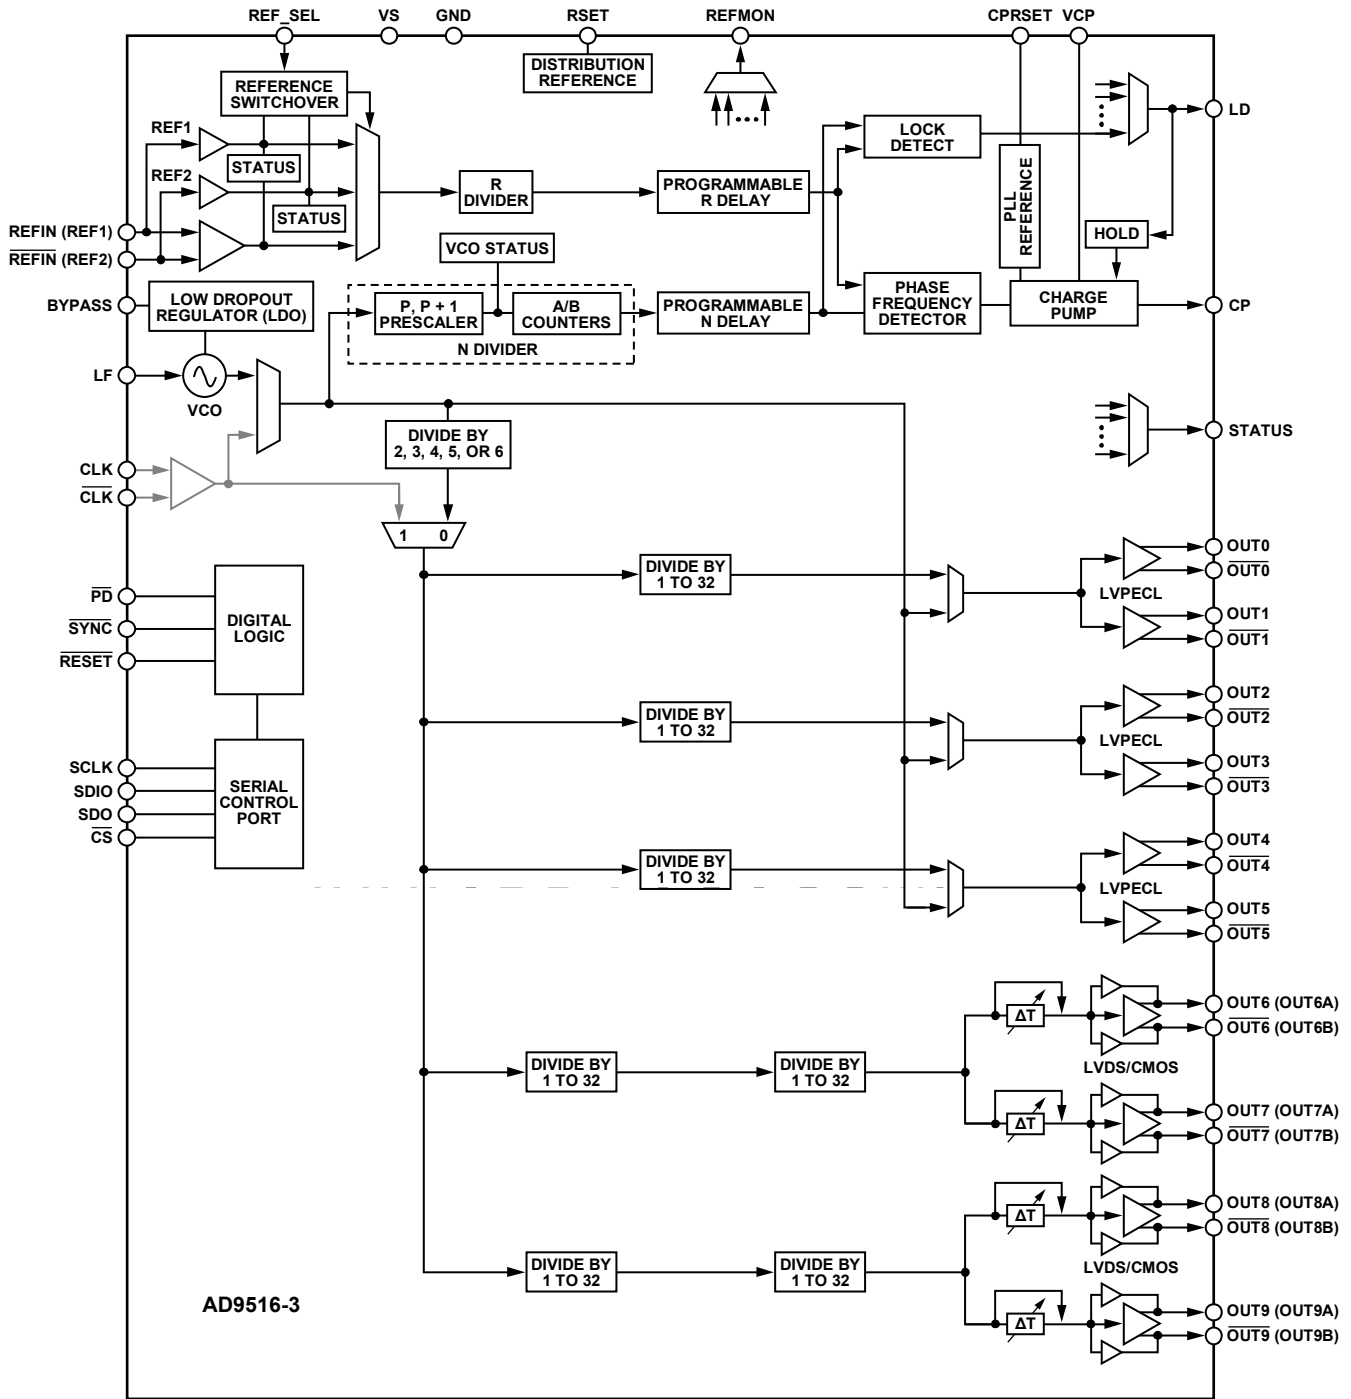 REF_SEL
VS
GND
RSET
REFMON
CPRSET
VCP
DISTRIBUTION
REFERENCE
REFERENCE
SWITCHOVER
REF1
STATUS
REF2
STATUS
REFIN (REF1)
REFIN (REF2)
R
DIVIDER
PROGRAMMABLE
R DELAY
LOCK
DETECT
LD
PLL
REFERENCE
HOLD
VCO STATUS
BYPASS
LOW DROPOUT
REGULATOR (LDO)
P, P + 1
PRESCALER
A/B
COUNTERS
N DIVIDER
PROGRAMMABLE
N DELAY
PHASE
FREQUENCY
DETECTOR
CHARGE
PUMP
CP
LF
VCO
STATUS
DIVIDE BY
2, 3, 4, 5, OR 6
CLK
CLK
1 0
PD
SYNC
RESET
DIGITAL
LOGIC
DIVIDE BY
1 TO 32
LVPECL
OUT0
OUT0
OUT1
OUT1
DIVIDE BY
1 TO 32
LVPECL
OUT2
OUT2
OUT3
OUT3
SCLK
SDIO
SDO
CS
SERIAL
CONTROL
PORT
DIVIDE BY
1 TO 32
LVPECL
OUT4
OUT4
OUT5
OUT5
DIVIDE BY
1 TO 32
DIVIDE BY
1 TO 32
ΔT
ΔT
LVDS/CMOS
OUT6 (OUT6A)
OUT6 (OUT6B)
OUT7 (OUT7A)
OUT7 (OUT7B)
DIVIDE BY
1 TO 32
DIVIDE BY
1 TO 32
ΔT
ΔT
LVDS/CMOS
OUT8 (OUT8A)
OUT8 (OUT8B)
OUT9 (OUT9A)
OUT9 (OUT9B)
AD9516-3